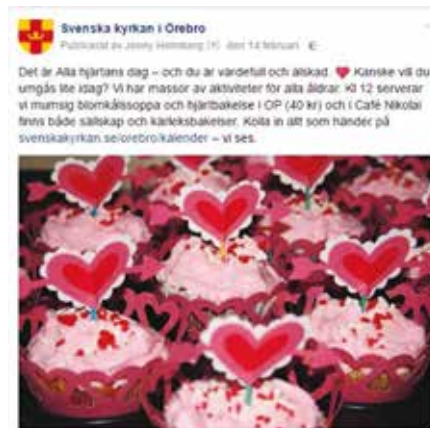 Svenska kyrkan i Örebro
Publicerat av Jenny Holmberg [?] · den 14 februari ·
Det är Alla hjärtans dag – och du är värdefull och älskad. Kanske vill du
umgås lite idag? Vi har massor av aktiviteter för alla åldrar. Kl 12 serverar
vi mumsig blomkålssoppa och hjärtbakelse i OP (40 kr) och i Café Nikolai
finns både sällskap och kärleksbakelser. Kolla in allt som händer på
svenskakyrkan.se/orebro/kalender – vi ses.